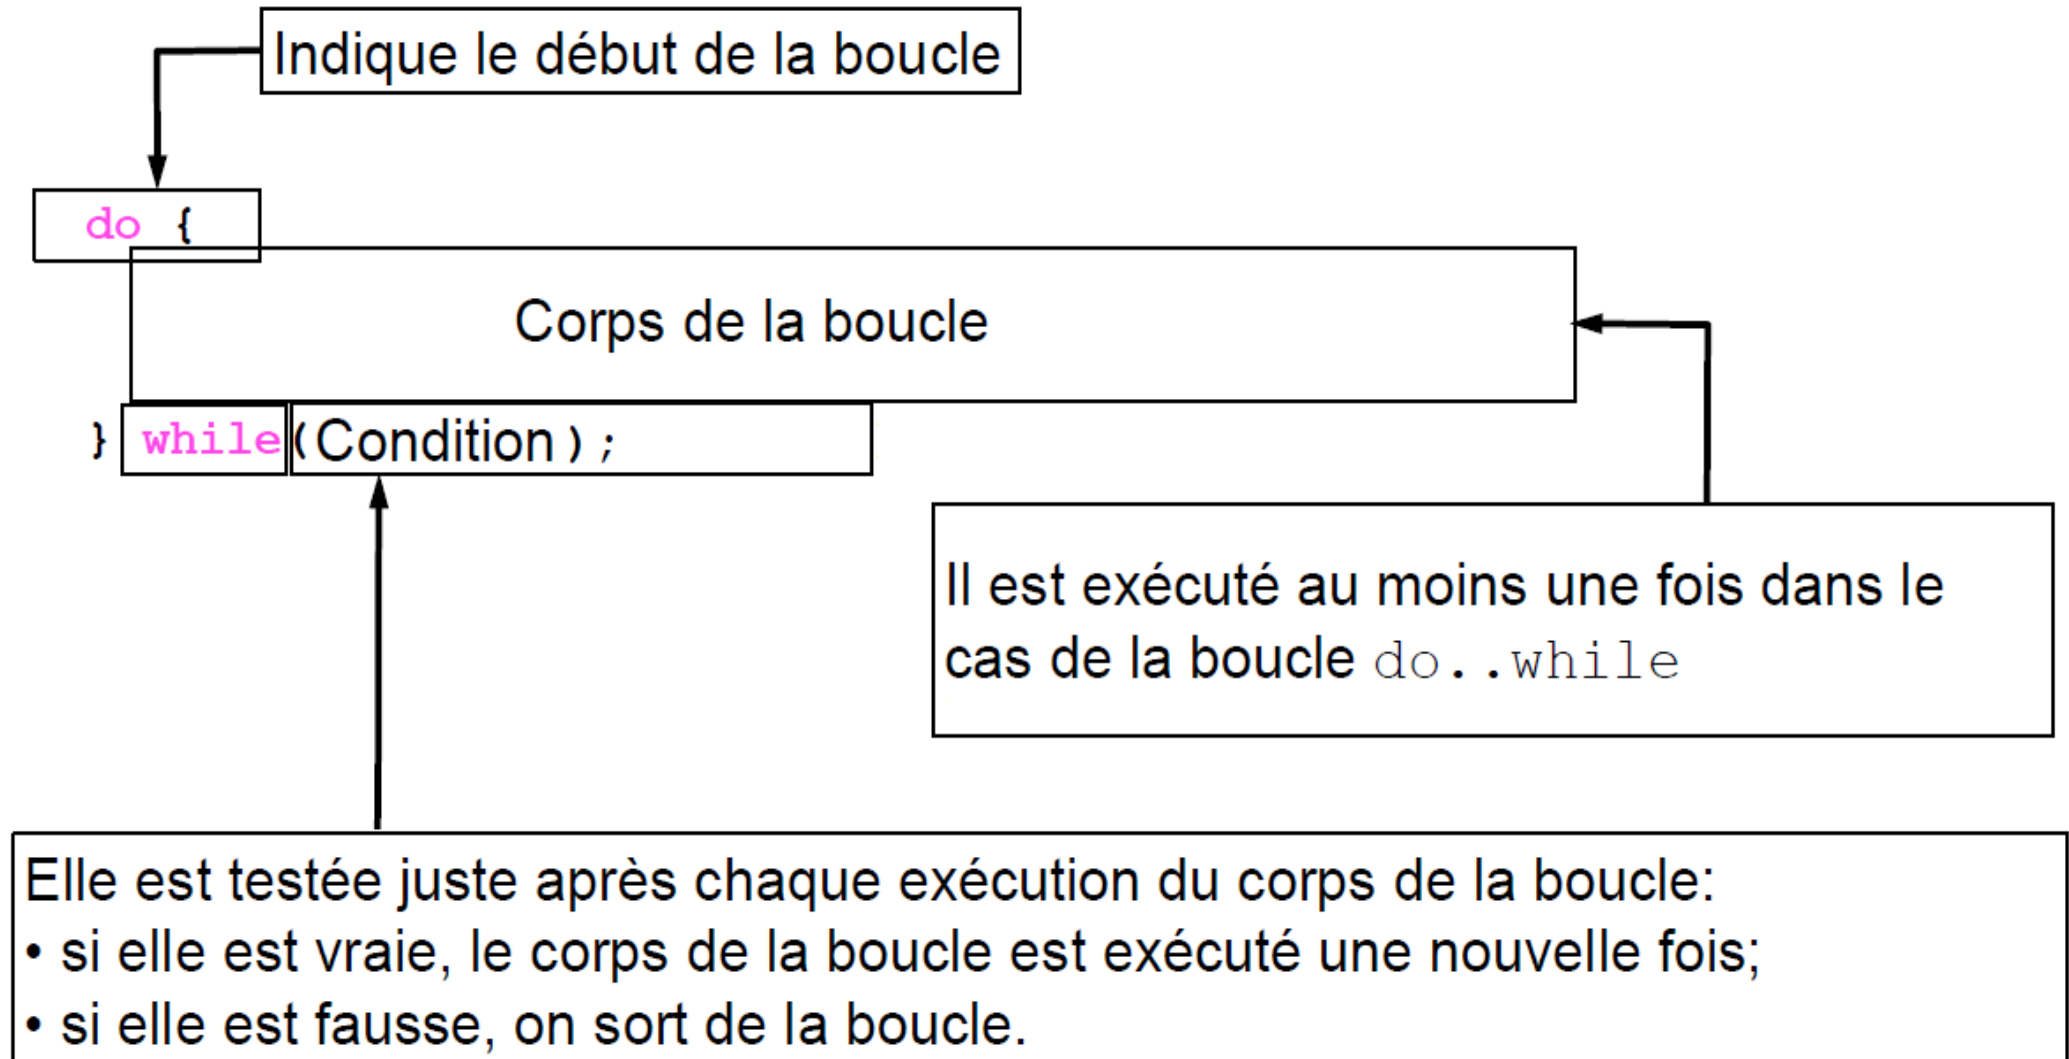 Indique le début de la boucle
do {
Corps de la boucle
} while(Condition);
Il est exécuté au moins une fois dans le
cas de la boucle do..while
Elle est testée juste après chaque exécution du corps de la boucle:
• si elle est vraie, le corps de la boucle est exécuté une nouvelle fois;
• si elle est fausse, on sort de la boucle.